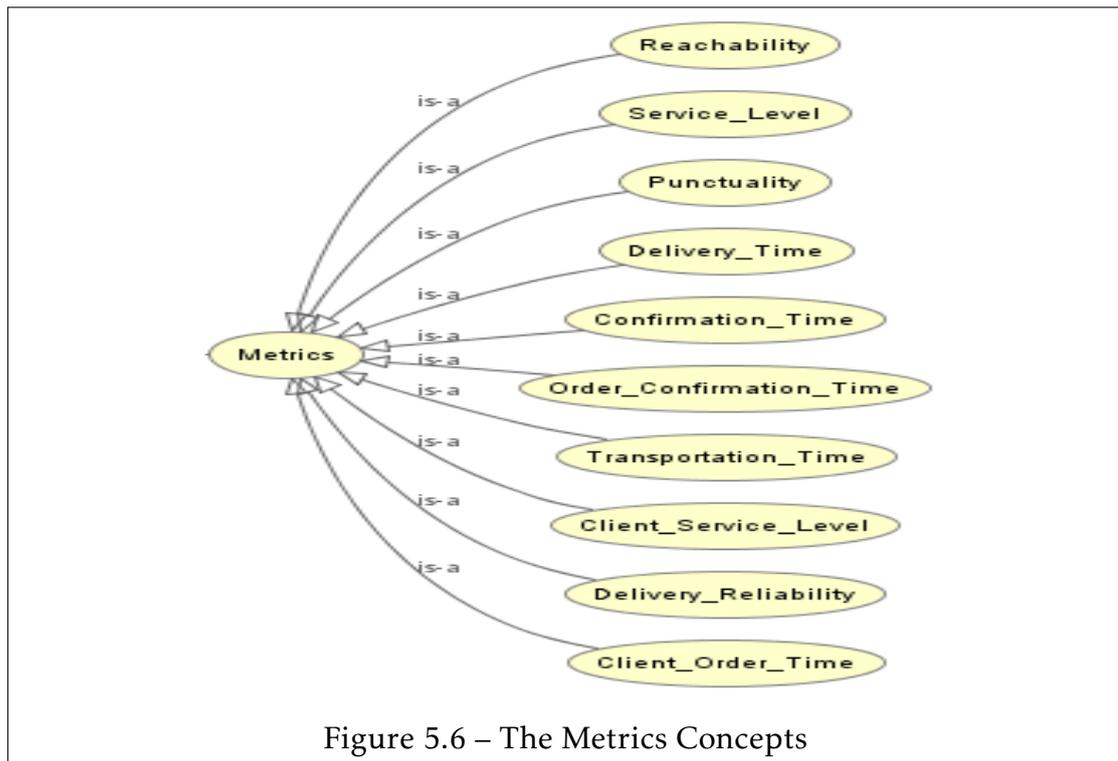 Reachability
is-a
Service_Level
is-a
Punctuality
is-a
Delivery_Time
is-a
Confirmation_Time
is-a
Metrics
is-a
Order_Confirmation_Time
is-a
Transportation_Time
is-a
Client_Service_Level
is-a
Delivery_Reliability
is-a
Client_Order_Time
Figure 5.6 – The Metrics Concepts